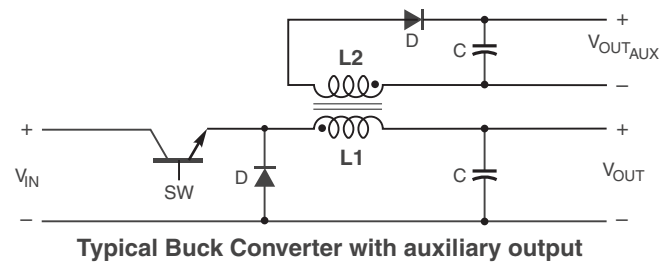 D
C
+
V_OUT_AUX
−
L2
+
L1
+
V_IN
SW
D
C
V_OUT
−
−
Typical Buck Converter with auxiliary output